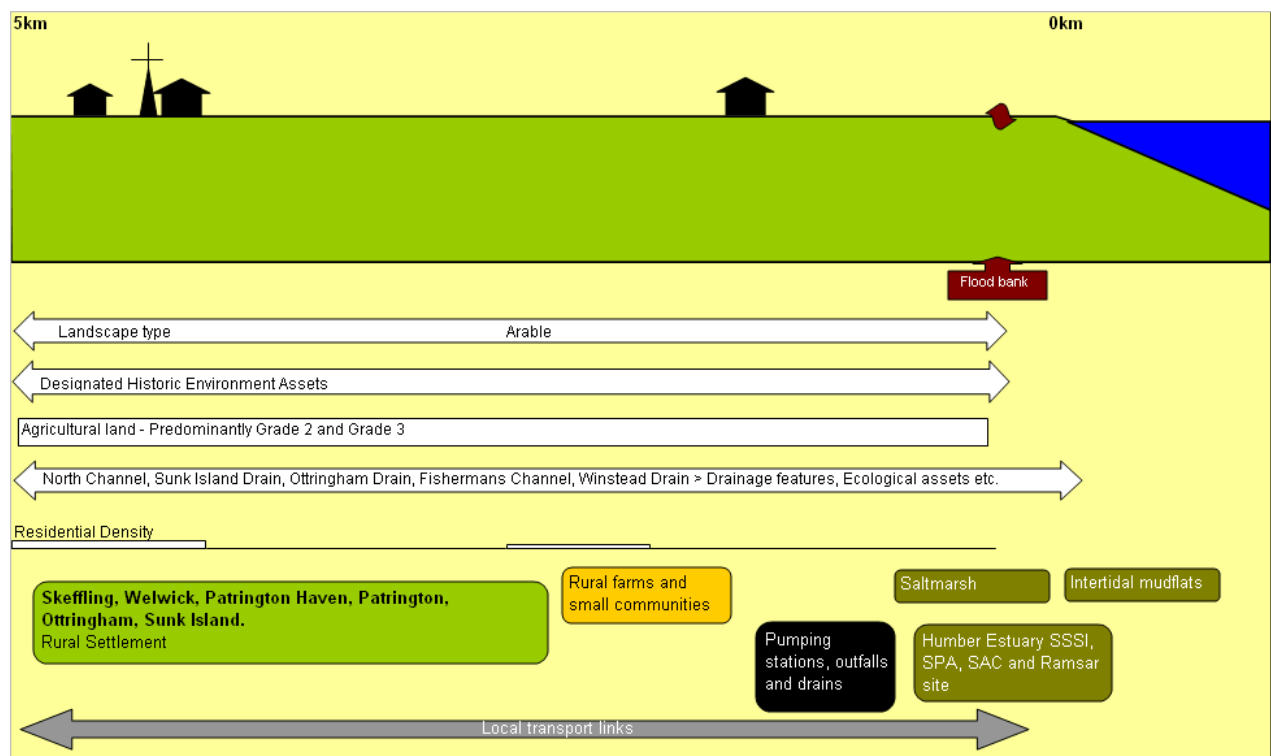 5km
0km
Flood bank
Landscape type
Arable
Designated Historic Environment Assets
Agricultural land - Predominantly Grade 2 and Grade 3
North Channel, Sunk Island Drain, Ottringham Drain, Fishermans Channel, Winstead Drain > Drainage features, Ecological assets etc.
Residential Density
Skeffling, Welwick, Patrington Haven, Patrington,
Ottringham, Sunk Island.
Rural Settlement
Rural farms and
small communities
Pumping
stations, outfalls
and drains
Saltmarsh
Intertidal mudflats
Humber Estuary SSSI,
SPA, SAC and Ramsar
site
Local transport links